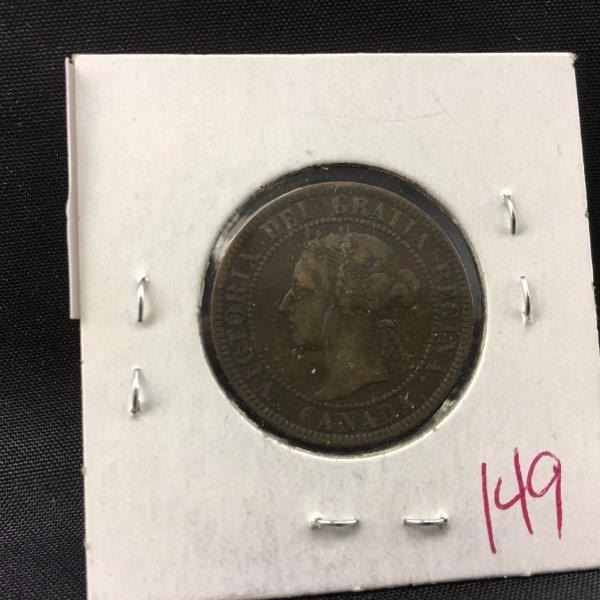 VICTORIA DEI GRATIA REGINA.
CANADA
149